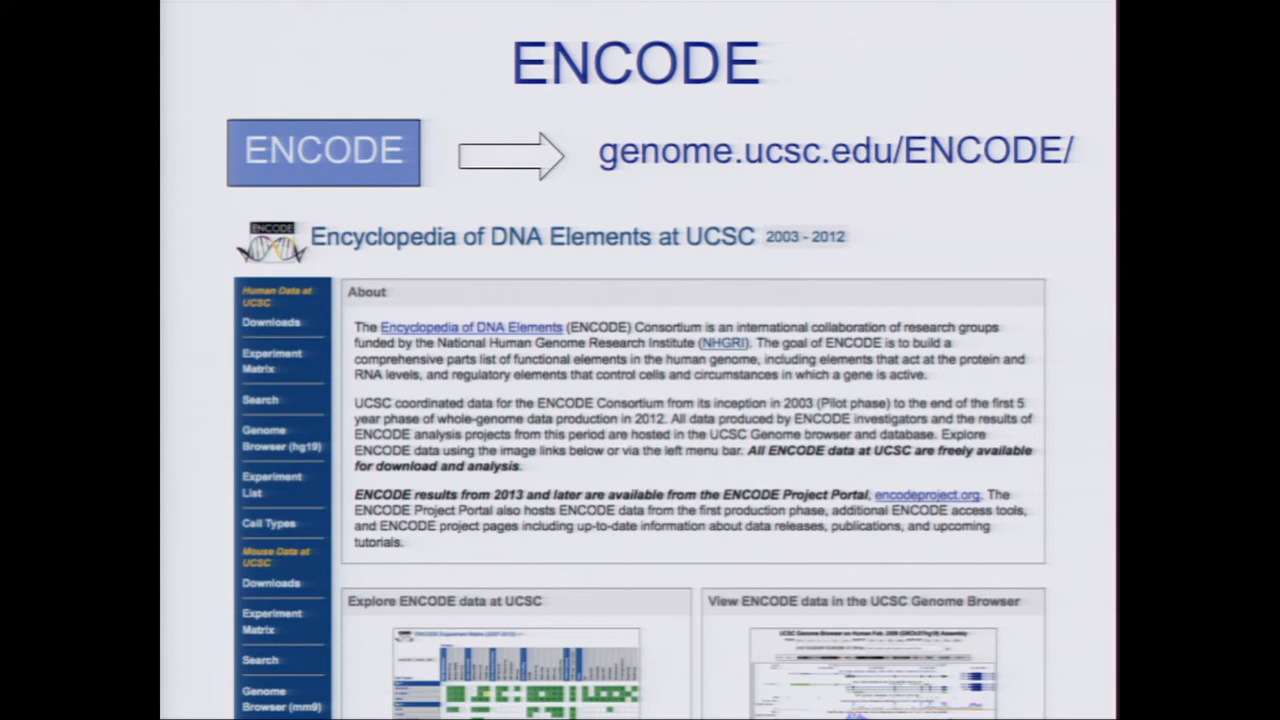 ENCODE
ENCODE
genome.ucsc.edu/ENCODE/
ENCODE
Encyclopedia of DNA Elements at UCSC 2003 - 2012
Human Data at
UCSC
Downloads
Experiment
Matrix
Search
Genome
Browser (hg19)
Experiment
List
Cell Types
Mouse Data at
UCSC
Downloads
Experiment
Matrix
Search
Genome
Browser (mm9)
About
The Encyclopedia of DNA Elements (ENCODE) Consortium is an international collaboration of research groups
funded by the National Human Genome Research Institute (NHGRI). The goal of ENCODE is to build a
comprehensive parts list of functional elements in the human genome, including elements that act at the protein and
RNA levels, and regulatory elements that control cells and circumstances in which a gene is active.
UCSC coordinated data for the ENCODE Consortium from its inception in 2003 (Pilot phase) to the end of the first 5
year phase of whole-genome data production in 2012. All data produced by ENCODE investigators and the results of
ENCODE analysis projects from this period are hosted in the UCSC Genome browser and database. Explore
ENCODE data using the image links below or via the left menu bar. All ENCODE data at UCSC are freely available
for download and analysis.
ENCODE results from 2013 and later are available from the ENCODE Project Portal, encodeproject.org. The
ENCODE Project Portal also hosts ENCODE data from the first production phase, additional ENCODE access tools,
and ENCODE project pages including up-to-date information about data releases, publications, and upcoming
tutorials.
Explore ENCODE data at UCSC
View ENCODE data in the UCSC Genome Browser